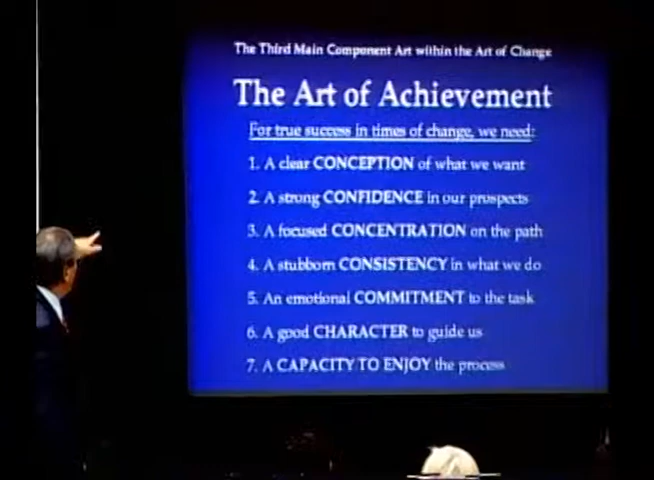 The Third Main Component Art within the Art of Change
The Art of Achievement
For true success in times of change, we need:
1. A clear CONCEPTION of what we want
2. A strong CONFIDENCE in our prospects
3. A focused CONCENTRATION on the path
4. A stubborn CONSISTENCY in what we do
5. An emotional COMMITMENT to the task
6. A good CHARACTER to guide us
7. A CAPACITY TO ENJOY the process